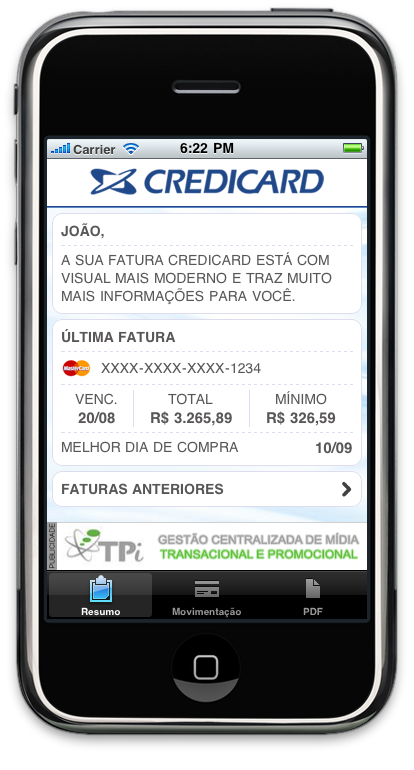 Carrier 6:22 PM
CREDICARD
JOÃO,
A SUA FATURA CREDICARD ESTÁ COM
VISUAL MAIS MODERNO E TRAZ MUITO
MAIS INFORMAÇÕES PARA VOCÊ.
ÚLTIMA FATURA
MasterCard XXXX-XXXX-XXXX-1234
VENC. TOTAL MÍNIMO
20/08 R$ 3.265,89 R$ 326,59
MELHOR DIA DE COMPRA 10/09
FATURAS ANTERIORES
PUBLICIDADE
TPi
GESTÃO CENTRALIZADA DE MÍDIA
TRANSACIONAL E PROMOCIONAL
Resumo Movimentação PDF